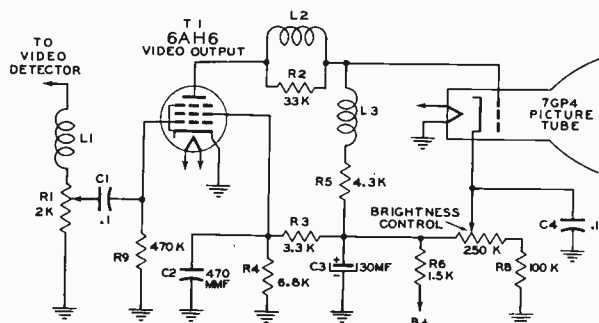 TO
VIDEO
DETECTOR
T1
6AH6
VIDEO OUTPUT
L2
R2
33K
L3
7GP4
PICTURE
TUBE
L1
R1
2K
C1
.1
R5
4.3K
BRIGHTNESS
CONTROL
250 K
C4
.1
R9
470K
C2
470
MMF
R4
6.8K
R3
3.3K
C3
+
130MF
R6
1.5K
R8
100K
B+